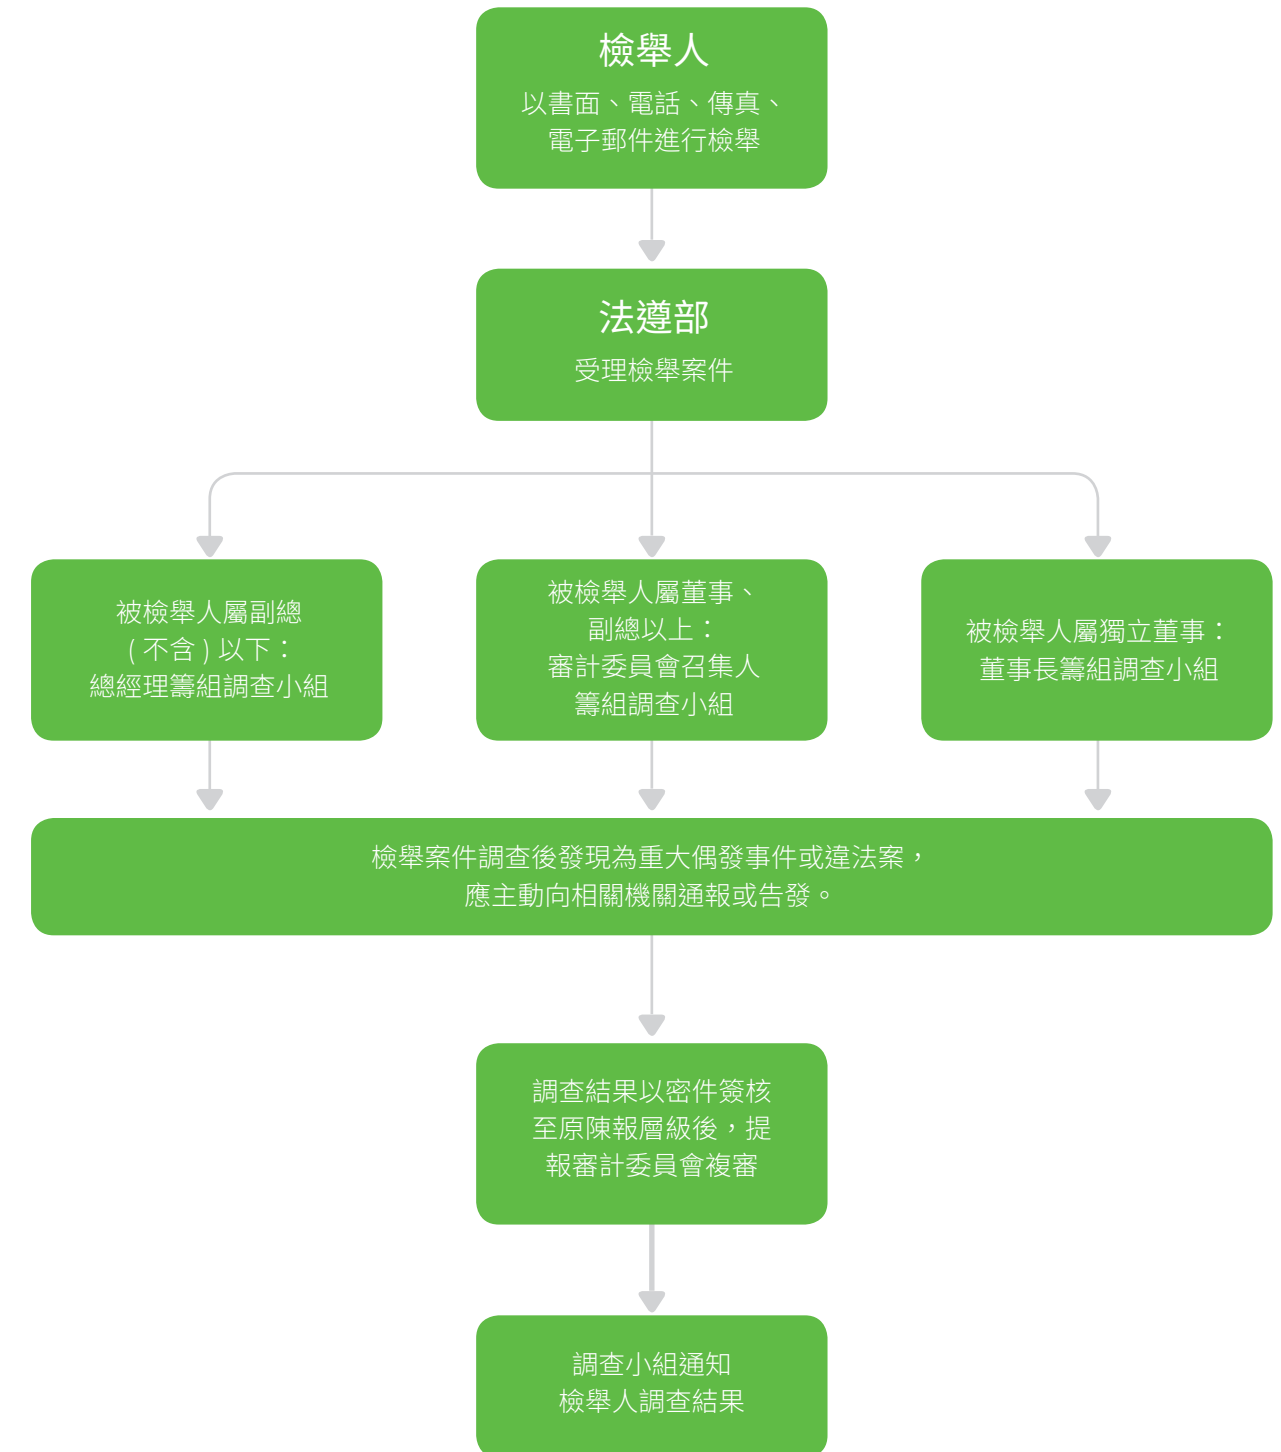 檢舉人
以書面、電話、傳真、
電子郵件進行檢舉
法遵部
受理檢舉案件
被檢舉人屬副總
( 不含 ) 以下：
總經理籌組調查小組
被檢舉人屬董事、
副總以上：
審計委員會召集人
籌組調查小組
被檢舉人屬獨立董事：
董事長籌組調查小組
檢舉案件調查後發現為重大偶發事件或違法案，
應主動向相關機關通報或告發。
調查結果以密件簽核
至原陳報層級後，提
報審計委員會複審
調查小組通知
檢舉人調查結果